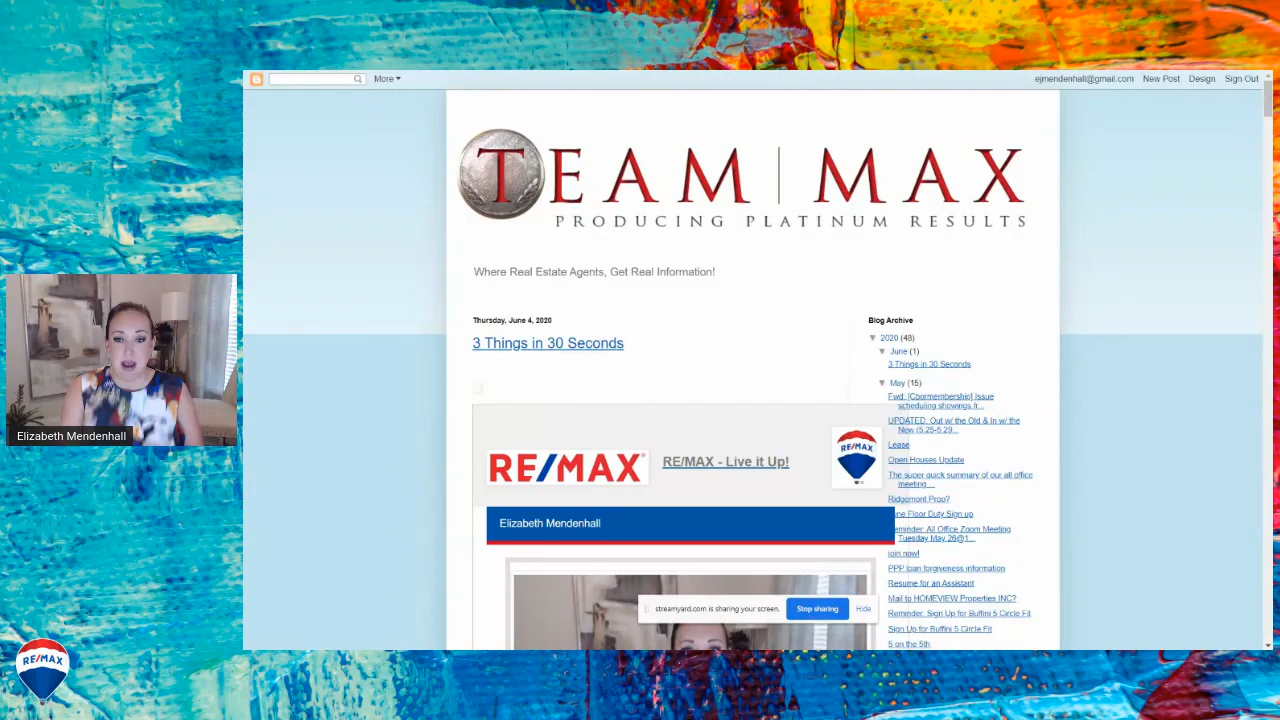 More
ejmendenhall@gmail.com New Post Design Sign Out
TEAM | MAX
PRODUCING PLATINUM RESULTS
Where Real Estate Agents, Get Real Information!
Thursday, June 4, 2020
3 Things in 30 Seconds
RE/MAX
RE/MAX - Live it Up!
RE/MAX
Elizabeth Mendenhall
streamyard.com is sharing your screen. Stop sharing Hide
Blog Archive
2020 (48)
June (1)
3 Things in 30 Seconds
May (15)
Fwd: [Cbormembership] Issue
scheduling showings fr...
UPDATED: Out w/ the Old & In w/ the
New (5.25-5.29...
Lease
Open Houses Update
The super quick summary of our all office
meeting ...
Ridgemont Prop?
ne Floor Duty Sign up
eminder: All Office Zoom Meeting
Tuesday May 26@1...
join now!
PPP loan forgiveness information
Resume for an Assistant
Mail to HOMEVIEW Properties INC?
Reminder: Sign Up for Buffini 5 Circle Fit
Sign Up for Buffini 5 Circle Fit
5 on the 5th
Elizabeth Mendenhall
RE/MAX